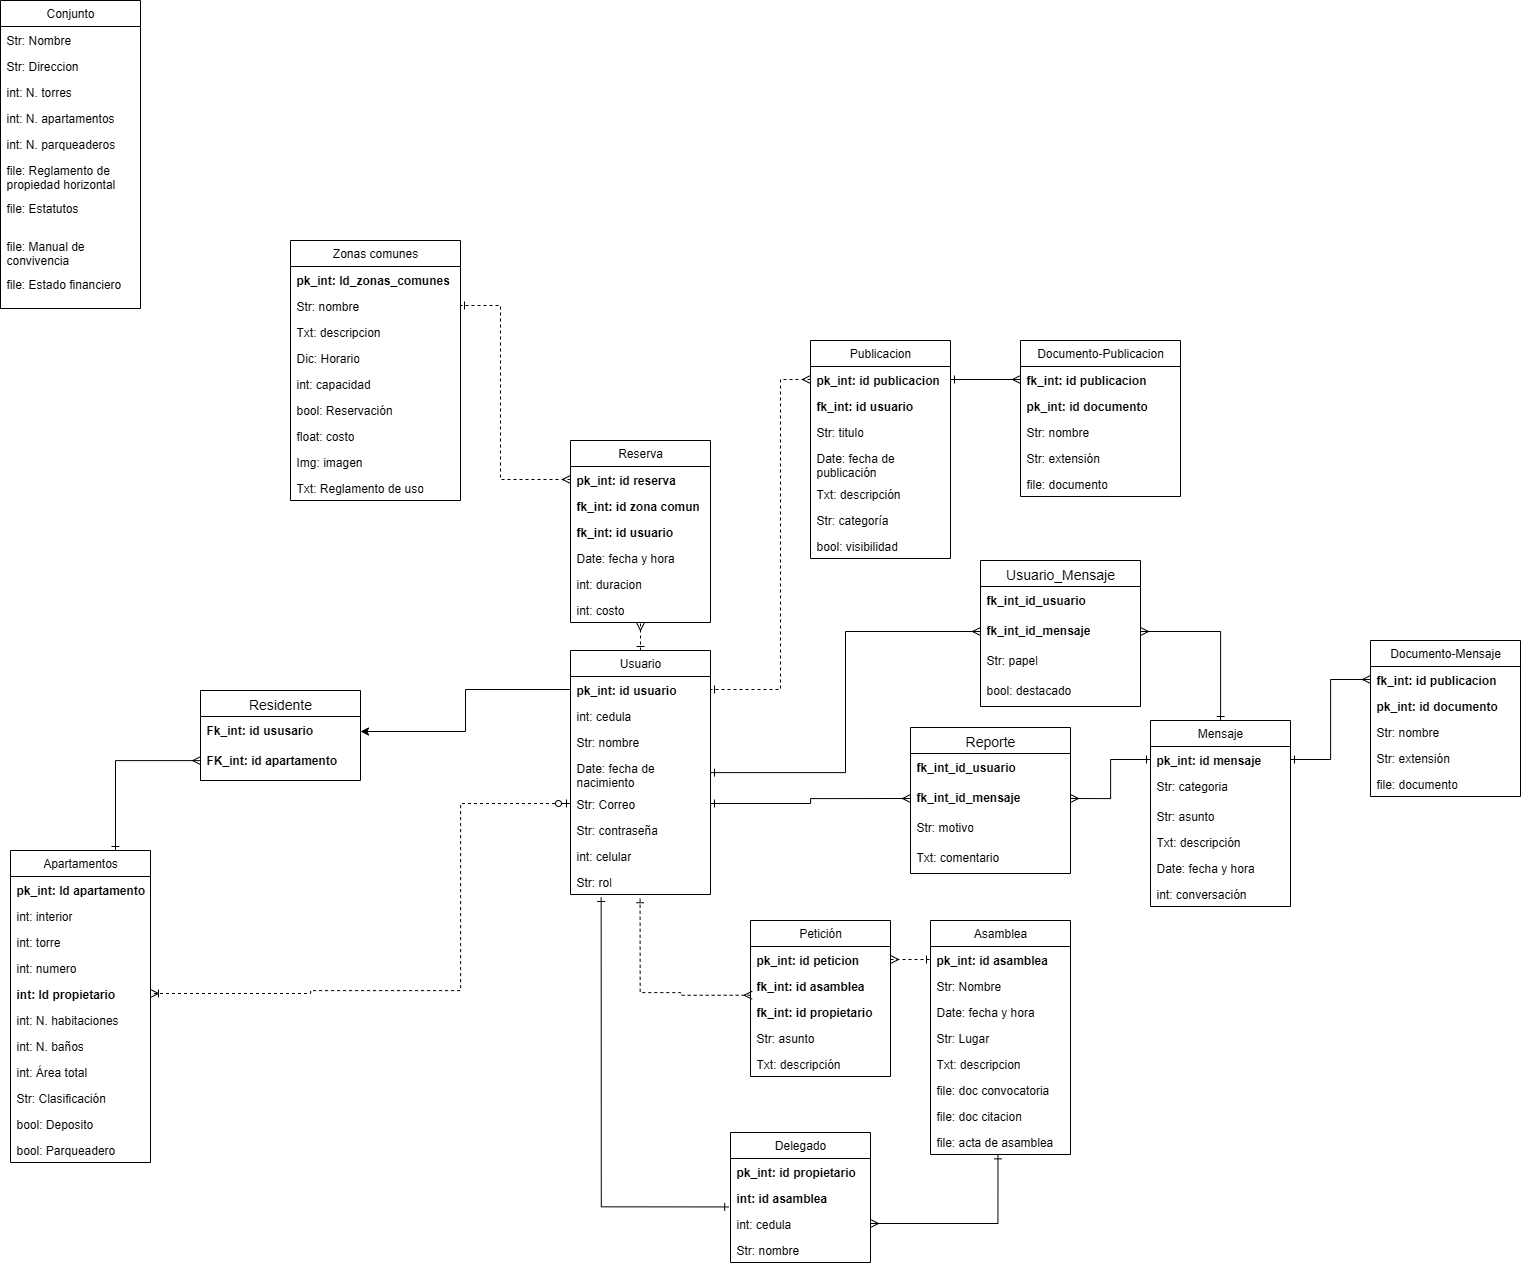 Conjunto
Str: Nombre
Str: Direccion
int: N. torres
int: N. apartamentos
int: N. parqueaderos
file: Reglamento de
propiedad horizontal
file: Estatutos
file: Manual de
convivencia
file: Estado financiero
Zonas comunes
pk_int: Id_zonas_comunes
Str: nombre
Txt: descripcion
Dic: Horario
int: capacidad
bool: Reservación
float: costo
Img: imagen
Txt: Reglamento de uso
Reserva
pk_int: id reserva
fk_int: id zona comun
fk_int: id usuario
Date: fecha y hora
int: duracion
int: costo
Publicacion
pk_int: id publicacion
fk_int: id usuario
Str: titulo
Date: fecha de
publicación
Txt: descripción
Str: categoría
bool: visibilidad
Documento-Publicacion
fk_int: id publicacion
pk_int: id documento
Str: nombre
Str: extensión
file: documento
Usuario_Mensaje
fk_int_id_usuario
fk_int_id_mensaje
Str: papel
bool: destacado
Documento-Mensaje
fk_int: id publicacion
pk_int: id documento
Str: nombre
Str: extensión
file: documento
Usuario
pk_int: id usuario
int: cedula
Str: nombre
Date: fecha de
nacimiento
Str: Correo
Str: contraseña
int: celular
Str: rol
Residente
Fk_int: id ususario
FK_int: id apartamento
Reporte
fk_int_id_usuario
fk_int_id_mensaje
Str: motivo
Txt: comentario
Mensaje
pk_int: id mensaje
Str: categoria
Str: asunto
Txt: descripción
Date: fecha y hora
int: conversación
Apartamentos
pk_int: Id apartamento
int: interior
int: torre
int: numero
int: Id propietario
int: N. habitaciones
int: N. baños
int: Área total
Str: Clasificación
bool: Deposito
bool: Parqueadero
Petición
pk_int: id peticion
fk_int: id asamblea
fk_int: id propietario
Str: asunto
Txt: descripción
Asamblea
pk_int: id asamblea
Str: Nombre
Date: fecha y hora
Str: Lugar
Txt: descripcion
file: doc convocatoria
file: doc citacion
file: acta de asamblea
Delegado
pk_int: id propietario
int: id asamblea
int: cedula
Str: nombre